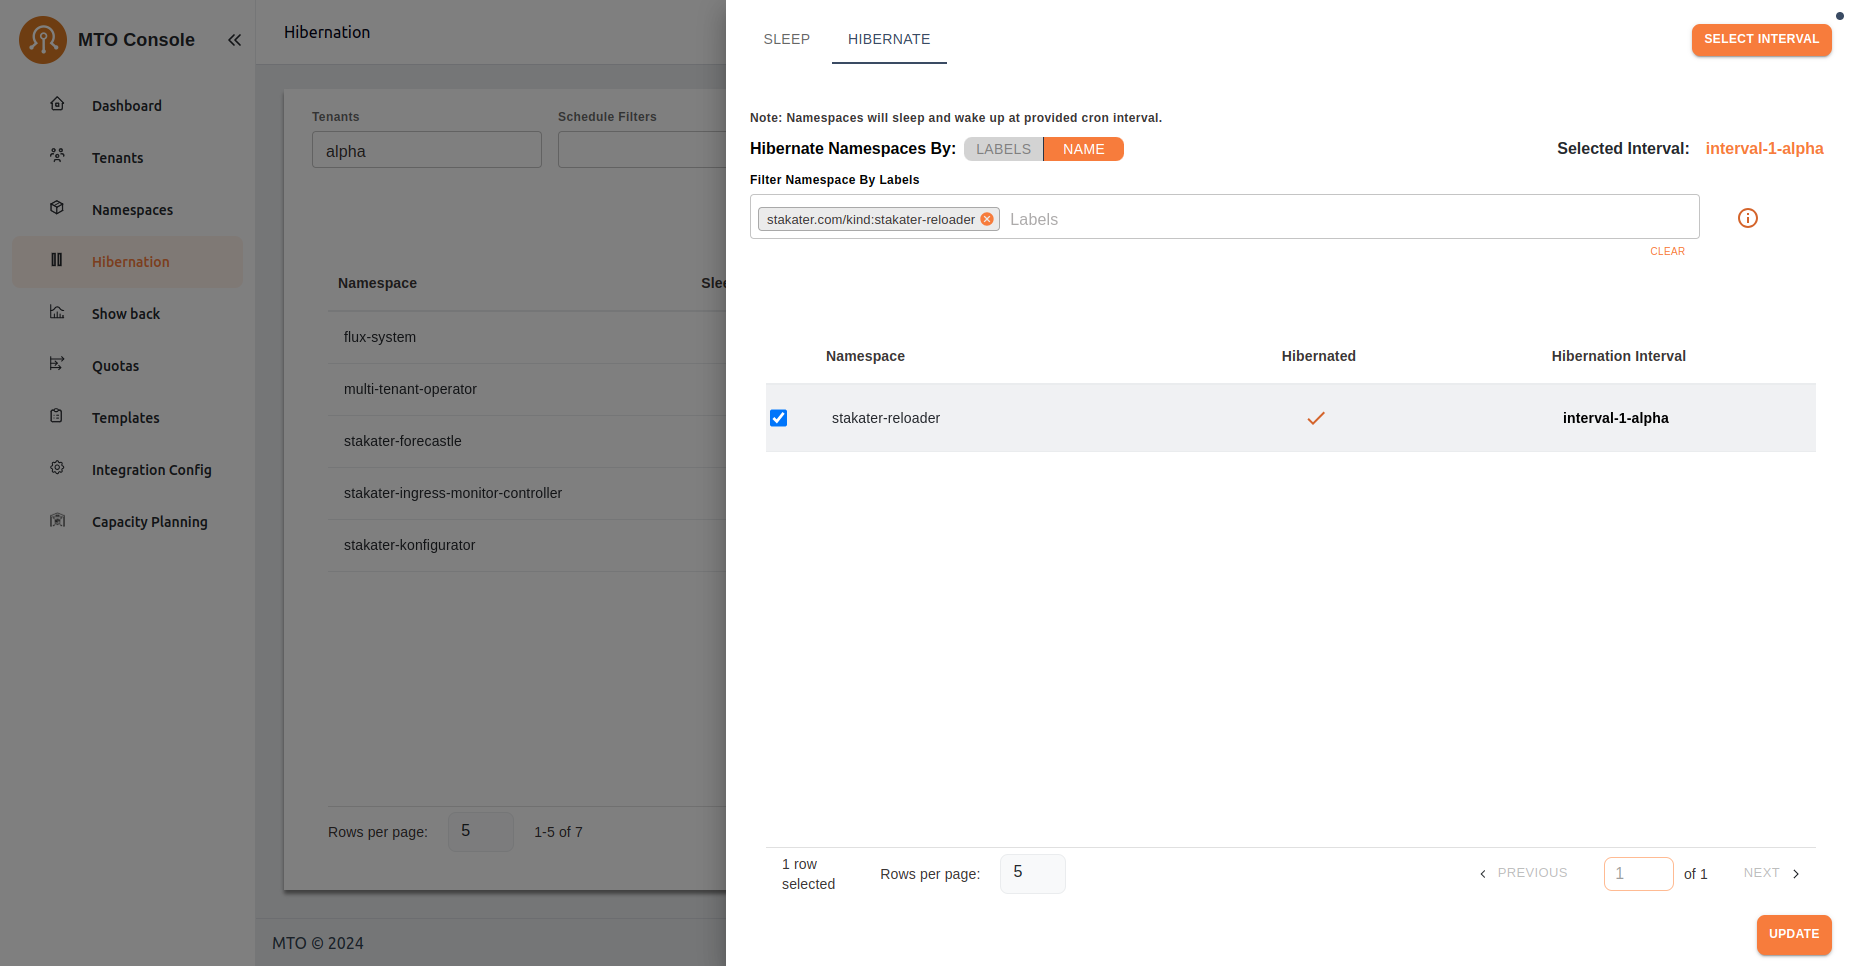 MTO Console
Dashboard
Tenants
Namespaces
Hibernation
Show back
Quotas
Templates
Integration Config
Capacity Planning
Hibernation
Tenants
Schedule Filters
alpha
Namespace
Slee
flux-system
multi-tenant-operator
stakater-forecastle
stakater-ingress-monitor-controller
stakater-konfigurator
Rows per page: 5 1-5 of 7
MTO © 2024
SLEEP HIBERNATE
SELECT INTERVAL
Note: Namespaces will sleep and wake up at provided cron interval.
Hibernate Namespaces By: LABELS NAME
Selected Interval: interval-1-alpha
Filter Namespace By Labels
stakater.com/kind:stakater-reloader Labels
CLEAR
Namespace Hibernated Hibernation Interval
stakater-reloader interval-1-alpha
1 row
selected
Rows per page: 5
PREVIOUS 1 of 1 NEXT
UPDATE